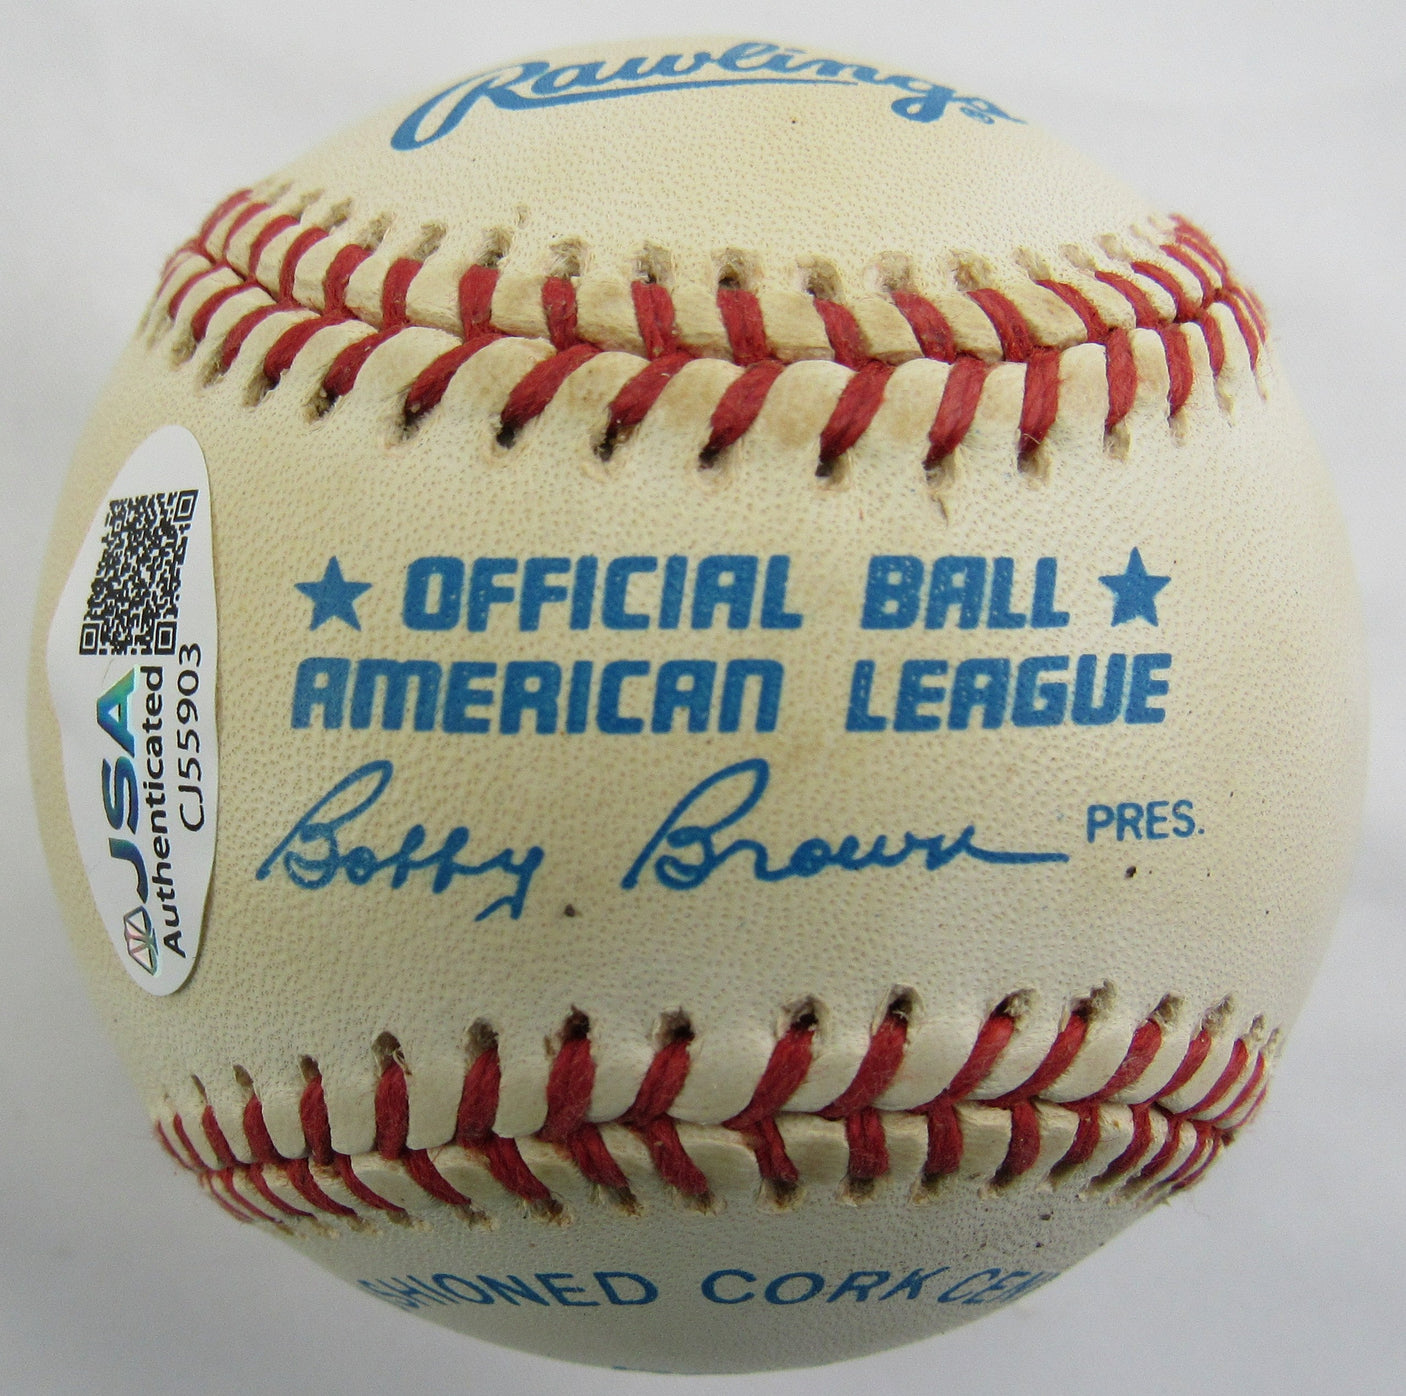 Rawlings®
★ OFFICIAL BALL ★
AMERICAN LEAGUE
Bobby Brown PRES.
JSA
Authenticated
CJ55903
SHIONED CORK CEN